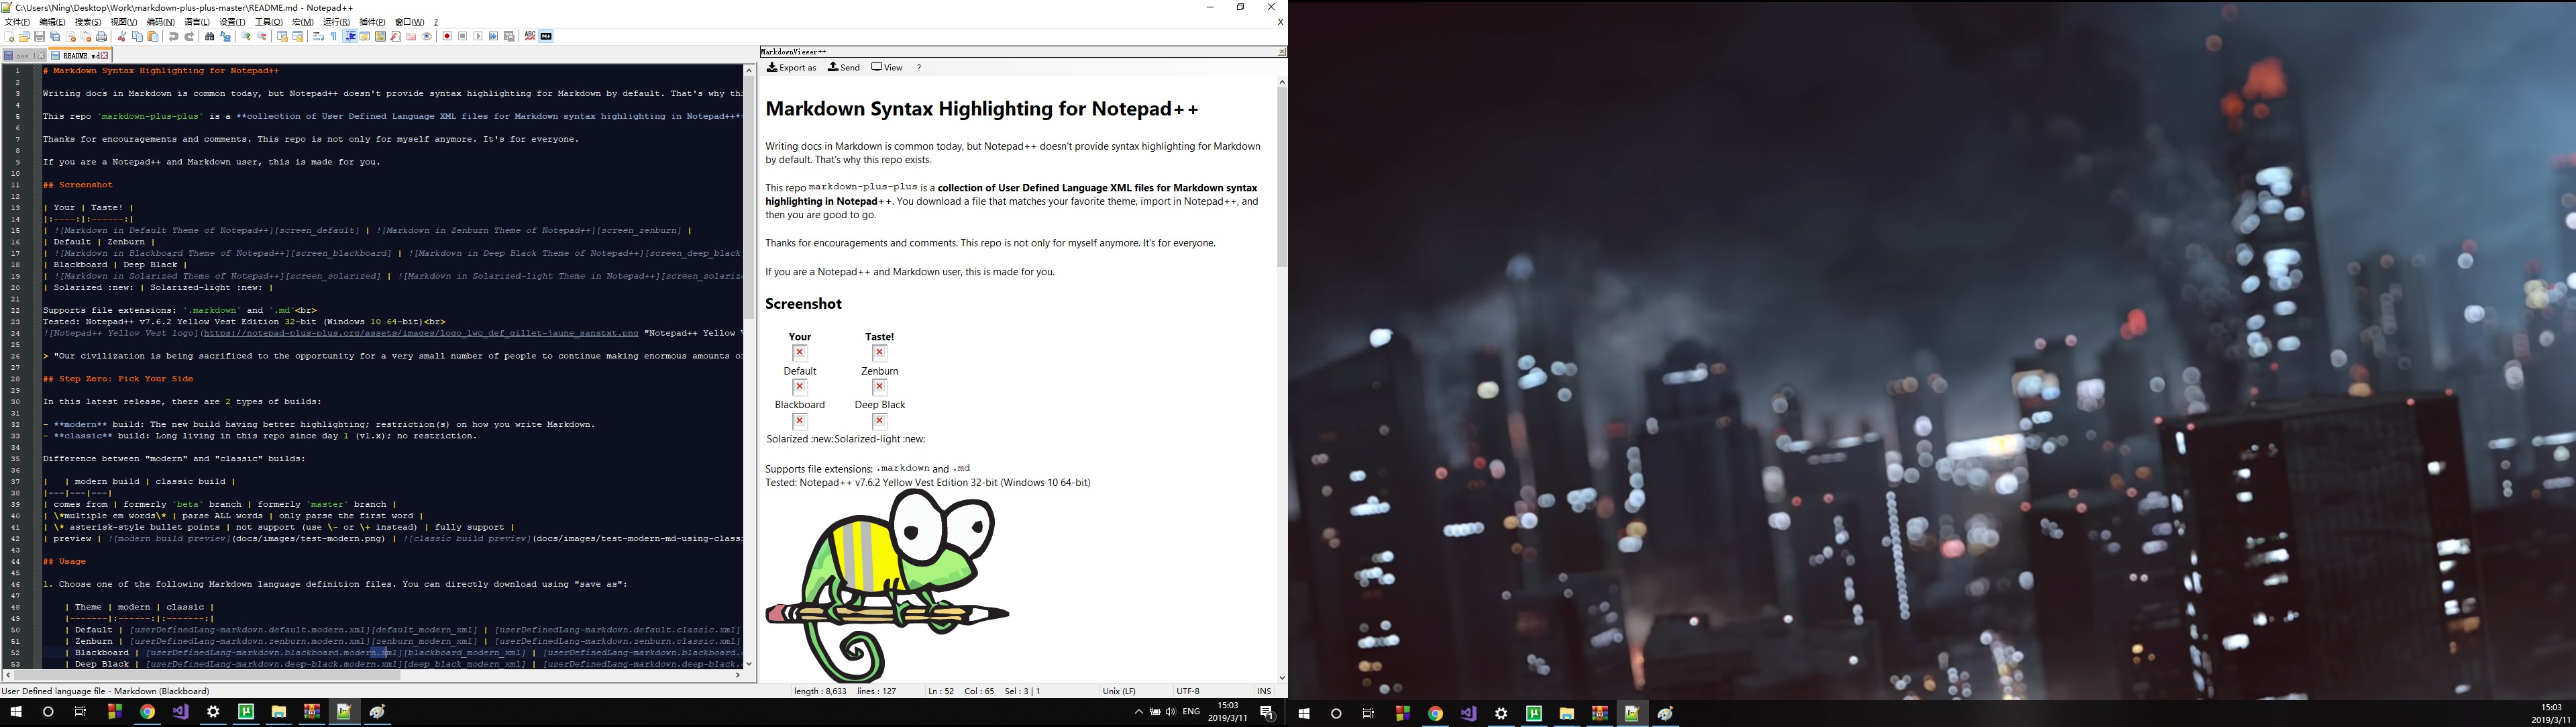 C:\Users\Ning\Desktop\Work\markdown-plus-plus-master\README.md - Notepad++
文件(F) 编辑(E) 搜索(S) 视图(V) 编码(N) 语言(L) 设置(T) 工具(O) 宏(M) 运行(R) 插件(P) 窗口(W) ? X
new 1 README.md
1 # Markdown Syntax Highlighting for Notepad++
2
3 Writing docs in Markdown is common today, but Notepad++ doesn't provide syntax highlighting for Markdown by default. That's why thi
4
5 This repo `markdown-plus-plus` is a **collection of User Defined Language XML files for Markdown syntax highlighting in Notepad++*
6
7 Thanks for encouragements and comments. This repo is not only for myself anymore. It's for everyone.
8
9 If you are a Notepad++ and Markdown user, this is made for you.
10
11 ## Screenshot
12
13 | Your | Taste! |
14 |:----:|:------:|
15 | ![Markdown in Default Theme of Notepad++][screen_default] | ![Markdown in Zenburn Theme of Notepad++][screen_zenburn] |
16 | Default | Zenburn |
17 | ![Markdown in Blackboard Theme of Notepad++][screen_blackboard] | ![Markdown in Deep Black Theme of Notepad++][screen_deep_black
18 | Blackboard | Deep Black |
19 | ![Markdown in Solarized Theme of Notepad++][screen_solarized] | ![Markdown in Solarized-light Theme in Notepad++][screen_solarize
20 | Solarized :new: | Solarized-light :new: |
21
22 Supports file extensions: `.markdown` and `.md`<br>
23 Tested: Notepad++ v7.6.2 Yellow Vest Edition 32-bit (Windows 10 64-bit)<br>
24 ![Notepad++ Yellow Vest logo](https://notepad-plus-plus.org/assets/images/logo_lwc_def_gillet-jaune_sanstxt.png "Notepad++ Yellow V
25
26 > "Our civilization is being sacrificed to the opportunity for a very small number of people to continue making enormous amounts o
27
28 ## Step Zero: Pick Your Side
29
30 In this latest release, there are 2 types of builds:
31
32 - **modern** build: The new build having better highlighting; restriction(s) on how you write Markdown.
33 - **classic** build: Long living in this repo since day 1 (v1.x); no restriction.
34
35 Difference between "modern" and "classic" builds:
36
37 | | modern build | classic build |
38 |---|---|---|
39 | comes from | formerly `beta` branch | formerly `master` branch |
40 | \*multiple em words\* | parse ALL words | only parse the first word |
41 | \* asterisk-style bullet points | not support (use \- or \+ instead) | fully support |
42 | preview | ![modern build preview](docs/images/test-modern.png) | ![classic build preview](docs/images/test-modern-md-using-class
43
44 ## Usage
45
46 1. Choose one of the following Markdown language definition files. You can directly download using "save as":
47
48 | Theme | modern | classic |
49 |-------|:------:|:-------:|
50 | Default | [userDefinedLang-markdown.default.modern.xml][default_modern_xml] | [userDefinedLang-markdown.default.classic.xml]
51 | Zenburn | [userDefinedLang-markdown.zenburn.modern.xml][zenburn_modern_xml] | [userDefinedLang-markdown.zenburn.classic.xml]
52 | Blackboard | [userDefinedLang-markdown.blackboard.modern.xml][blackboard_modern_xml] | [userDefinedLang-markdown.blackboard.
53 | Deep Black | [userDefinedLang-markdown.deep-black.modern.xml][deep_black_modern_xml] | [userDefinedLang-markdown.deep-black.
MarkdownViewer++
Export as Send View ?
Markdown Syntax Highlighting for Notepad++
Writing docs in Markdown is common today, but Notepad++ doesn't provide syntax highlighting for Markdown
by default. That's why this repo exists.
This repo markdown-plus-plus is a collection of User Defined Language XML files for Markdown syntax
highlighting in Notepad++. You download a file that matches your favorite theme, import in Notepad++, and
then you are good to go.
Thanks for encouragements and comments. This repo is not only for myself anymore. It's for everyone.
If you are a Notepad++ and Markdown user, this is made for you.
Screenshot
Your Taste!
Default Zenburn
Blackboard Deep Black
Solarized :new: Solarized-light :new:
Supports file extensions: .markdown and .md
Tested: Notepad++ v7.6.2 Yellow Vest Edition 32-bit (Windows 10 64-bit)
User Defined language file - Markdown (Blackboard) length : 8,633 lines : 127 Ln : 52 Col : 65 Sel : 3 | 1 Unix (LF) UTF-8 INS
ENG 15:03
2019/3/11
15:03
2019/3/11